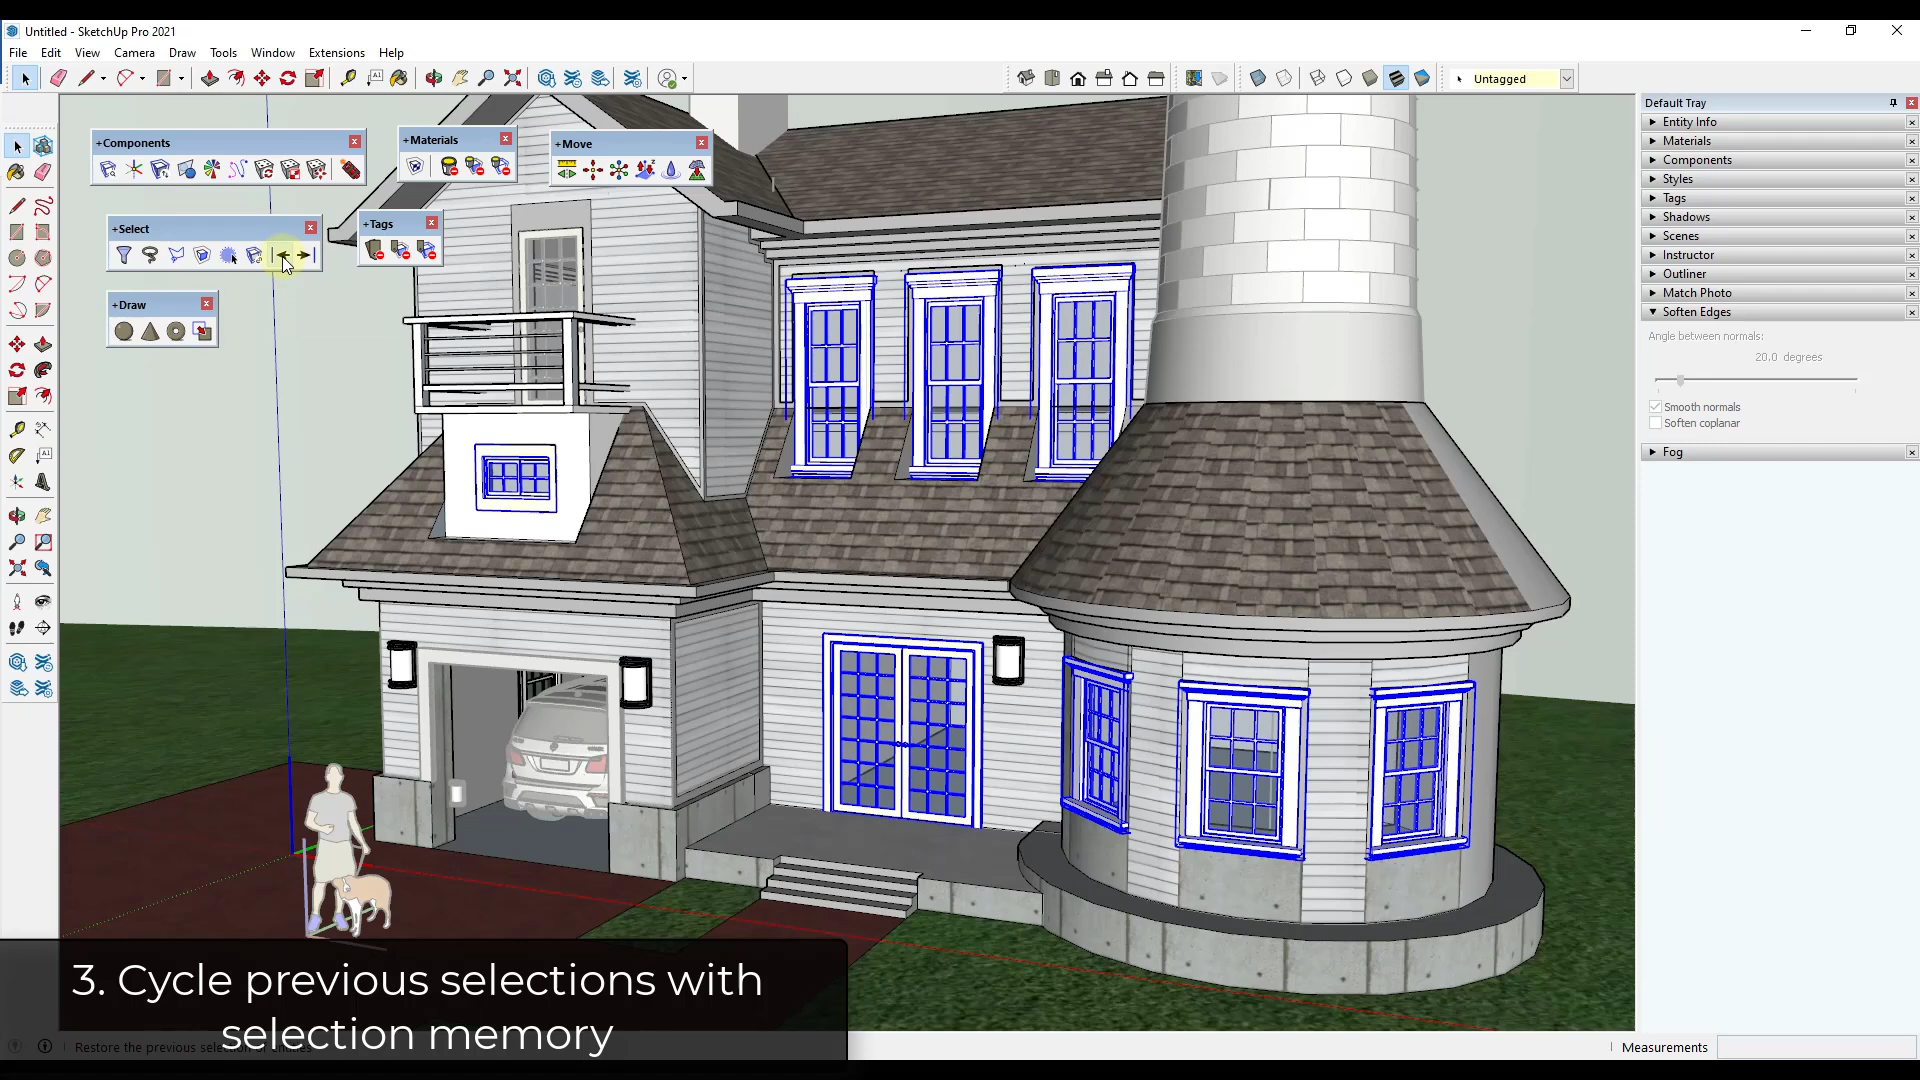 Untitled - SketchUp Pro 2021
File Edit View Camera Draw Tools Window Extensions Help
Untagged
+Components
+Materials
+Move
+Select
+Tags
+Draw
Default Tray
Entity Info
Materials
Components
Styles
Tags
Shadows
Scenes
Instructor
Outliner
Match Photo
Soften Edges
Angle between normals:
20.0 degrees
Smooth normals
Soften coplanar
Fog
3. Cycle previous selections with
selection memory
Restore the previous
Measurements